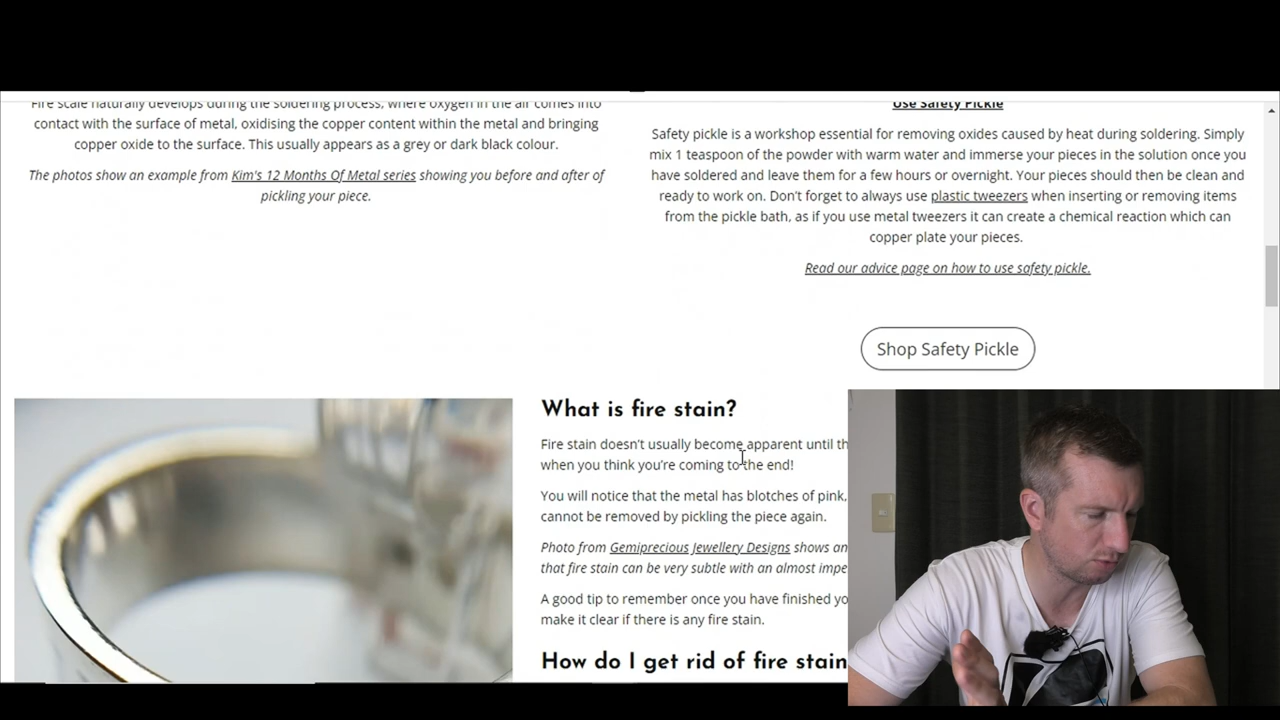 Fire scale naturally develops during the soldering process, where oxygen in the air comes into
contact with the surface of metal, oxidising the copper content within the metal and bringing
copper oxide to the surface. This usually appears as a grey or dark black colour.
The photos show an example from Kim's 12 Months Of Metal series showing you before and after of
pickling your piece.
Use Safety Pickle
Safety pickle is a workshop essential for removing oxides caused by heat during soldering. Simply
mix 1 teaspoon of the powder with warm water and immerse your pieces in the solution once you
have soldered and leave them for a few hours or overnight. Your pieces should then be clean and
ready to work on. Don't forget to always use plastic tweezers when inserting or removing items
from the pickle bath, as if you use metal tweezers it can create a chemical reaction which can
copper plate your pieces.
Read our advice page on how to use safety pickle.
Shop Safety Pickle
What is fire stain?
Fire stain doesn't usually become apparent until th
when you think you're coming to the end!
You will notice that the metal has blotches of pink,
cannot be removed by pickling the piece again.
Photo from Gemiprecious Jewellery Designs shows an
that fire stain can be very subtle with an almost impe
A good tip to remember once you have finished yo
make it clear if there is any fire stain.
How do I get rid of fire stain